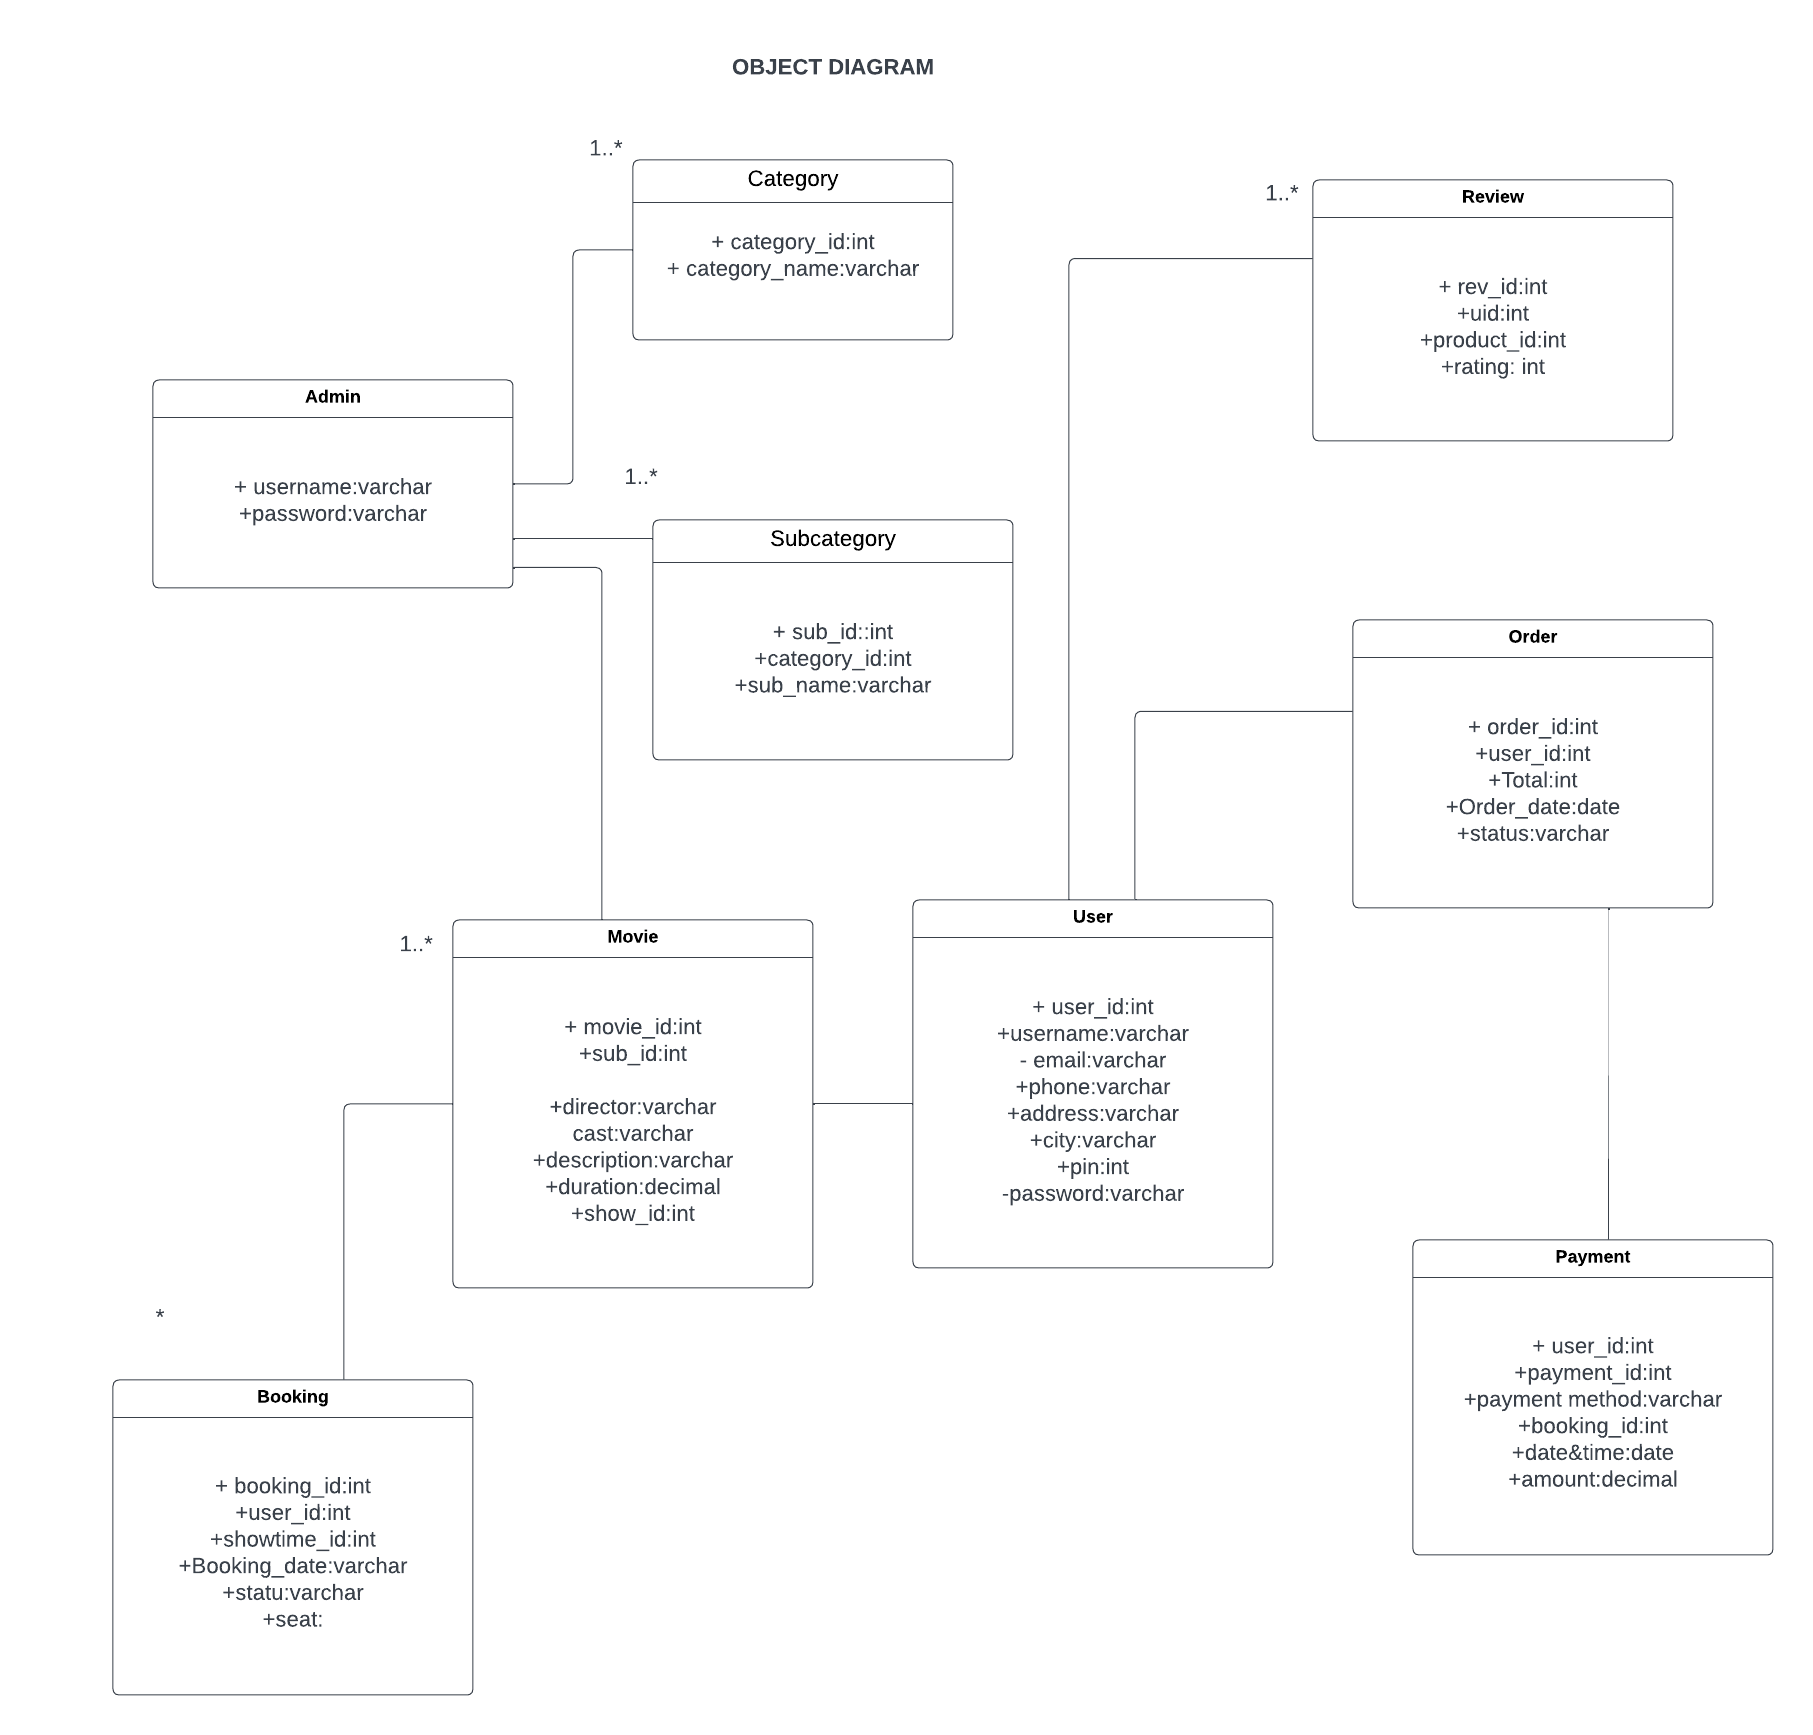 OBJECT DIAGRAM
1..*
Category
+ category_id:int
+ category_name:varchar
1..*
Review
+ rev_id:int
+uid:int
+product_id:int
+rating: int
Admin
+ username:varchar
+password:varchar
1..*
Subcategory
+ sub_id::int
+category_id:int
+sub_name:varchar
Order
+ order_id:int
+user_id:int
+Total:int
+Order_date:date
+status:varchar
1..*
Movie
+ movie_id:int
+sub_id:int
+director:varchar
cast:varchar
+description:varchar
+duration:decimal
+show_id:int
User
+ user_id:int
+username:varchar
- email:varchar
+phone:varchar
+address:varchar
+city:varchar
+pin:int
-password:varchar
Payment
+ user_id:int
+payment_id:int
+payment method:varchar
+booking_id:int
+date&time:date
+amount:decimal
*
Booking
+ booking_id:int
+user_id:int
+showtime_id:int
+Booking_date:varchar
+statu:varchar
+seat: